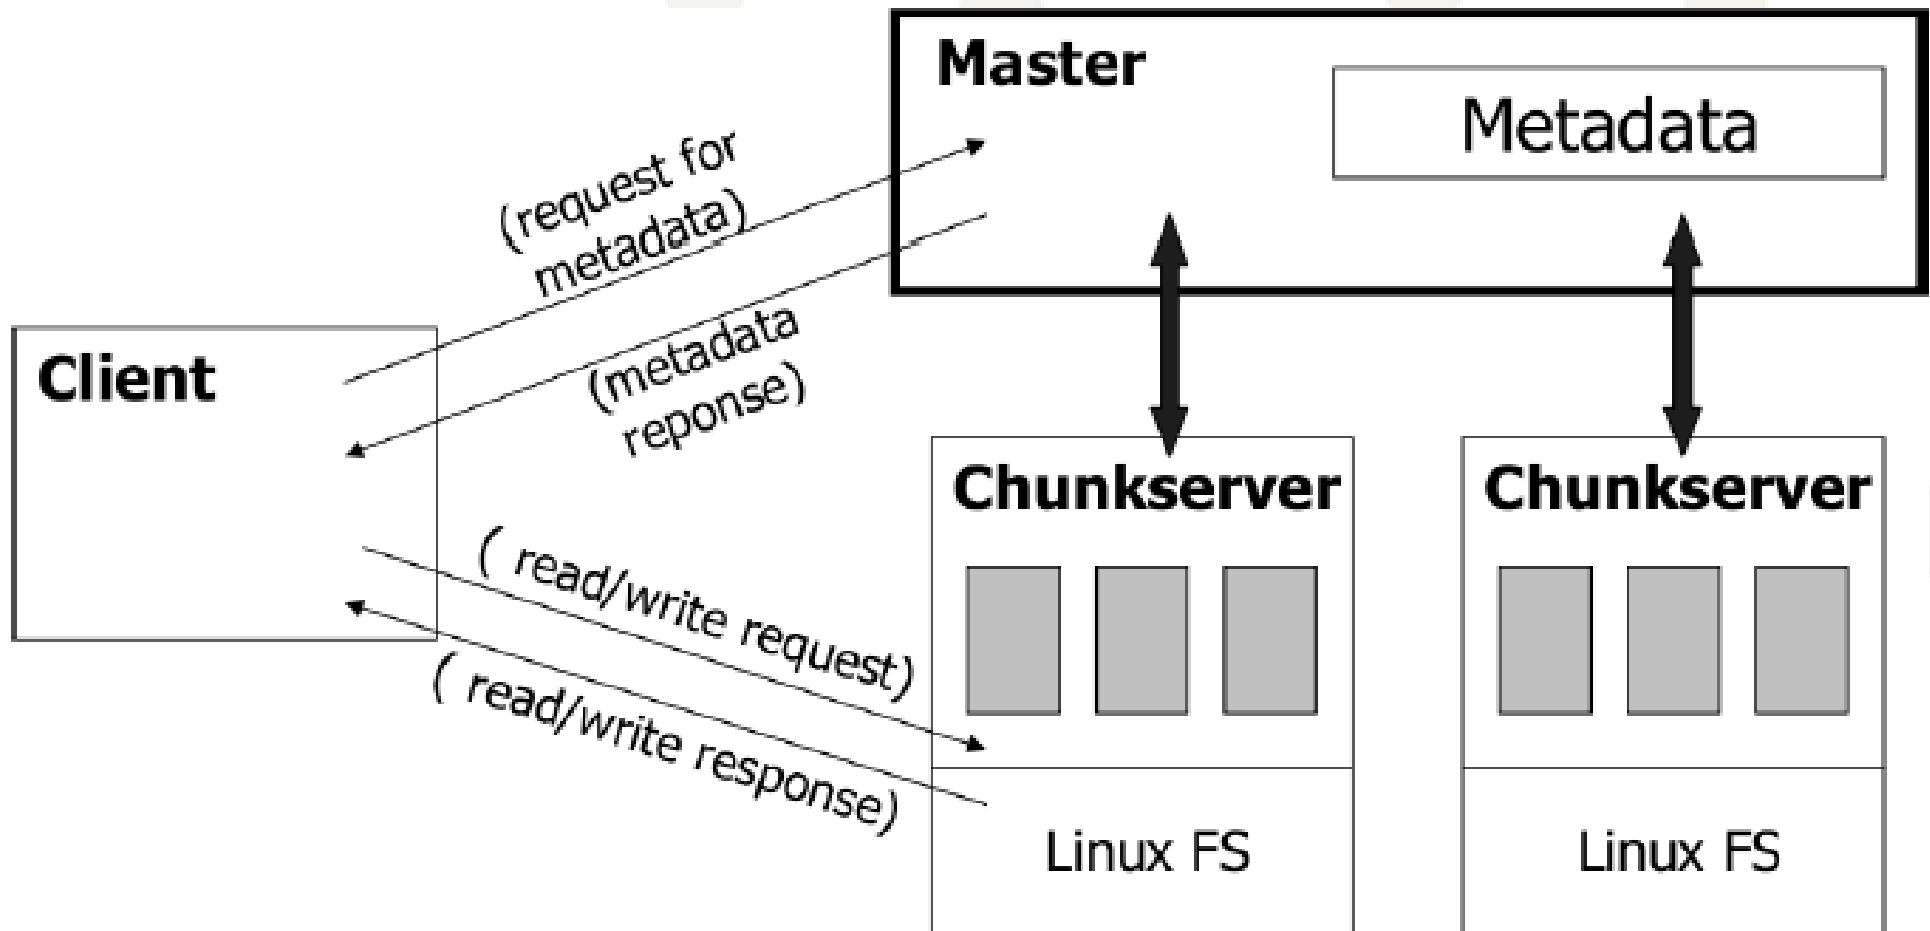 Master
Metadata
(request for
metadata)
(metadata
reponse)
Client
Chunkserver
Chunkserver
( read/write request)
( read/write response)
Linux FS
Linux FS